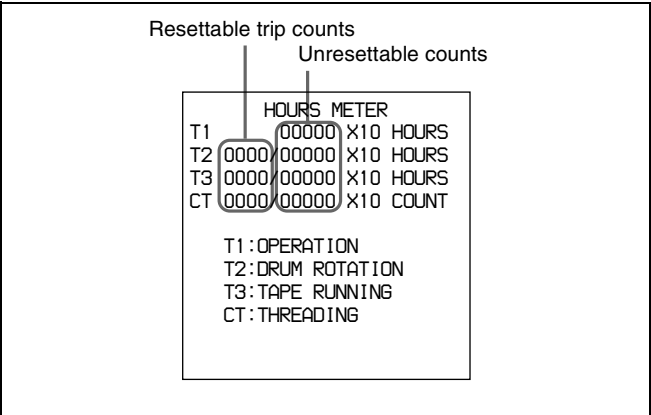 Resettable trip counts
Unresettable counts
HOURS METER
T1 00000 X10 HOURS
T2 0000/00000 X10 HOURS
T3 0000/00000 X10 HOURS
CT 0000/00000 X10 COUNT
T1:OPERATION
T2:DRUM ROTATION
T3:TAPE RUNNING
CT:THREADING